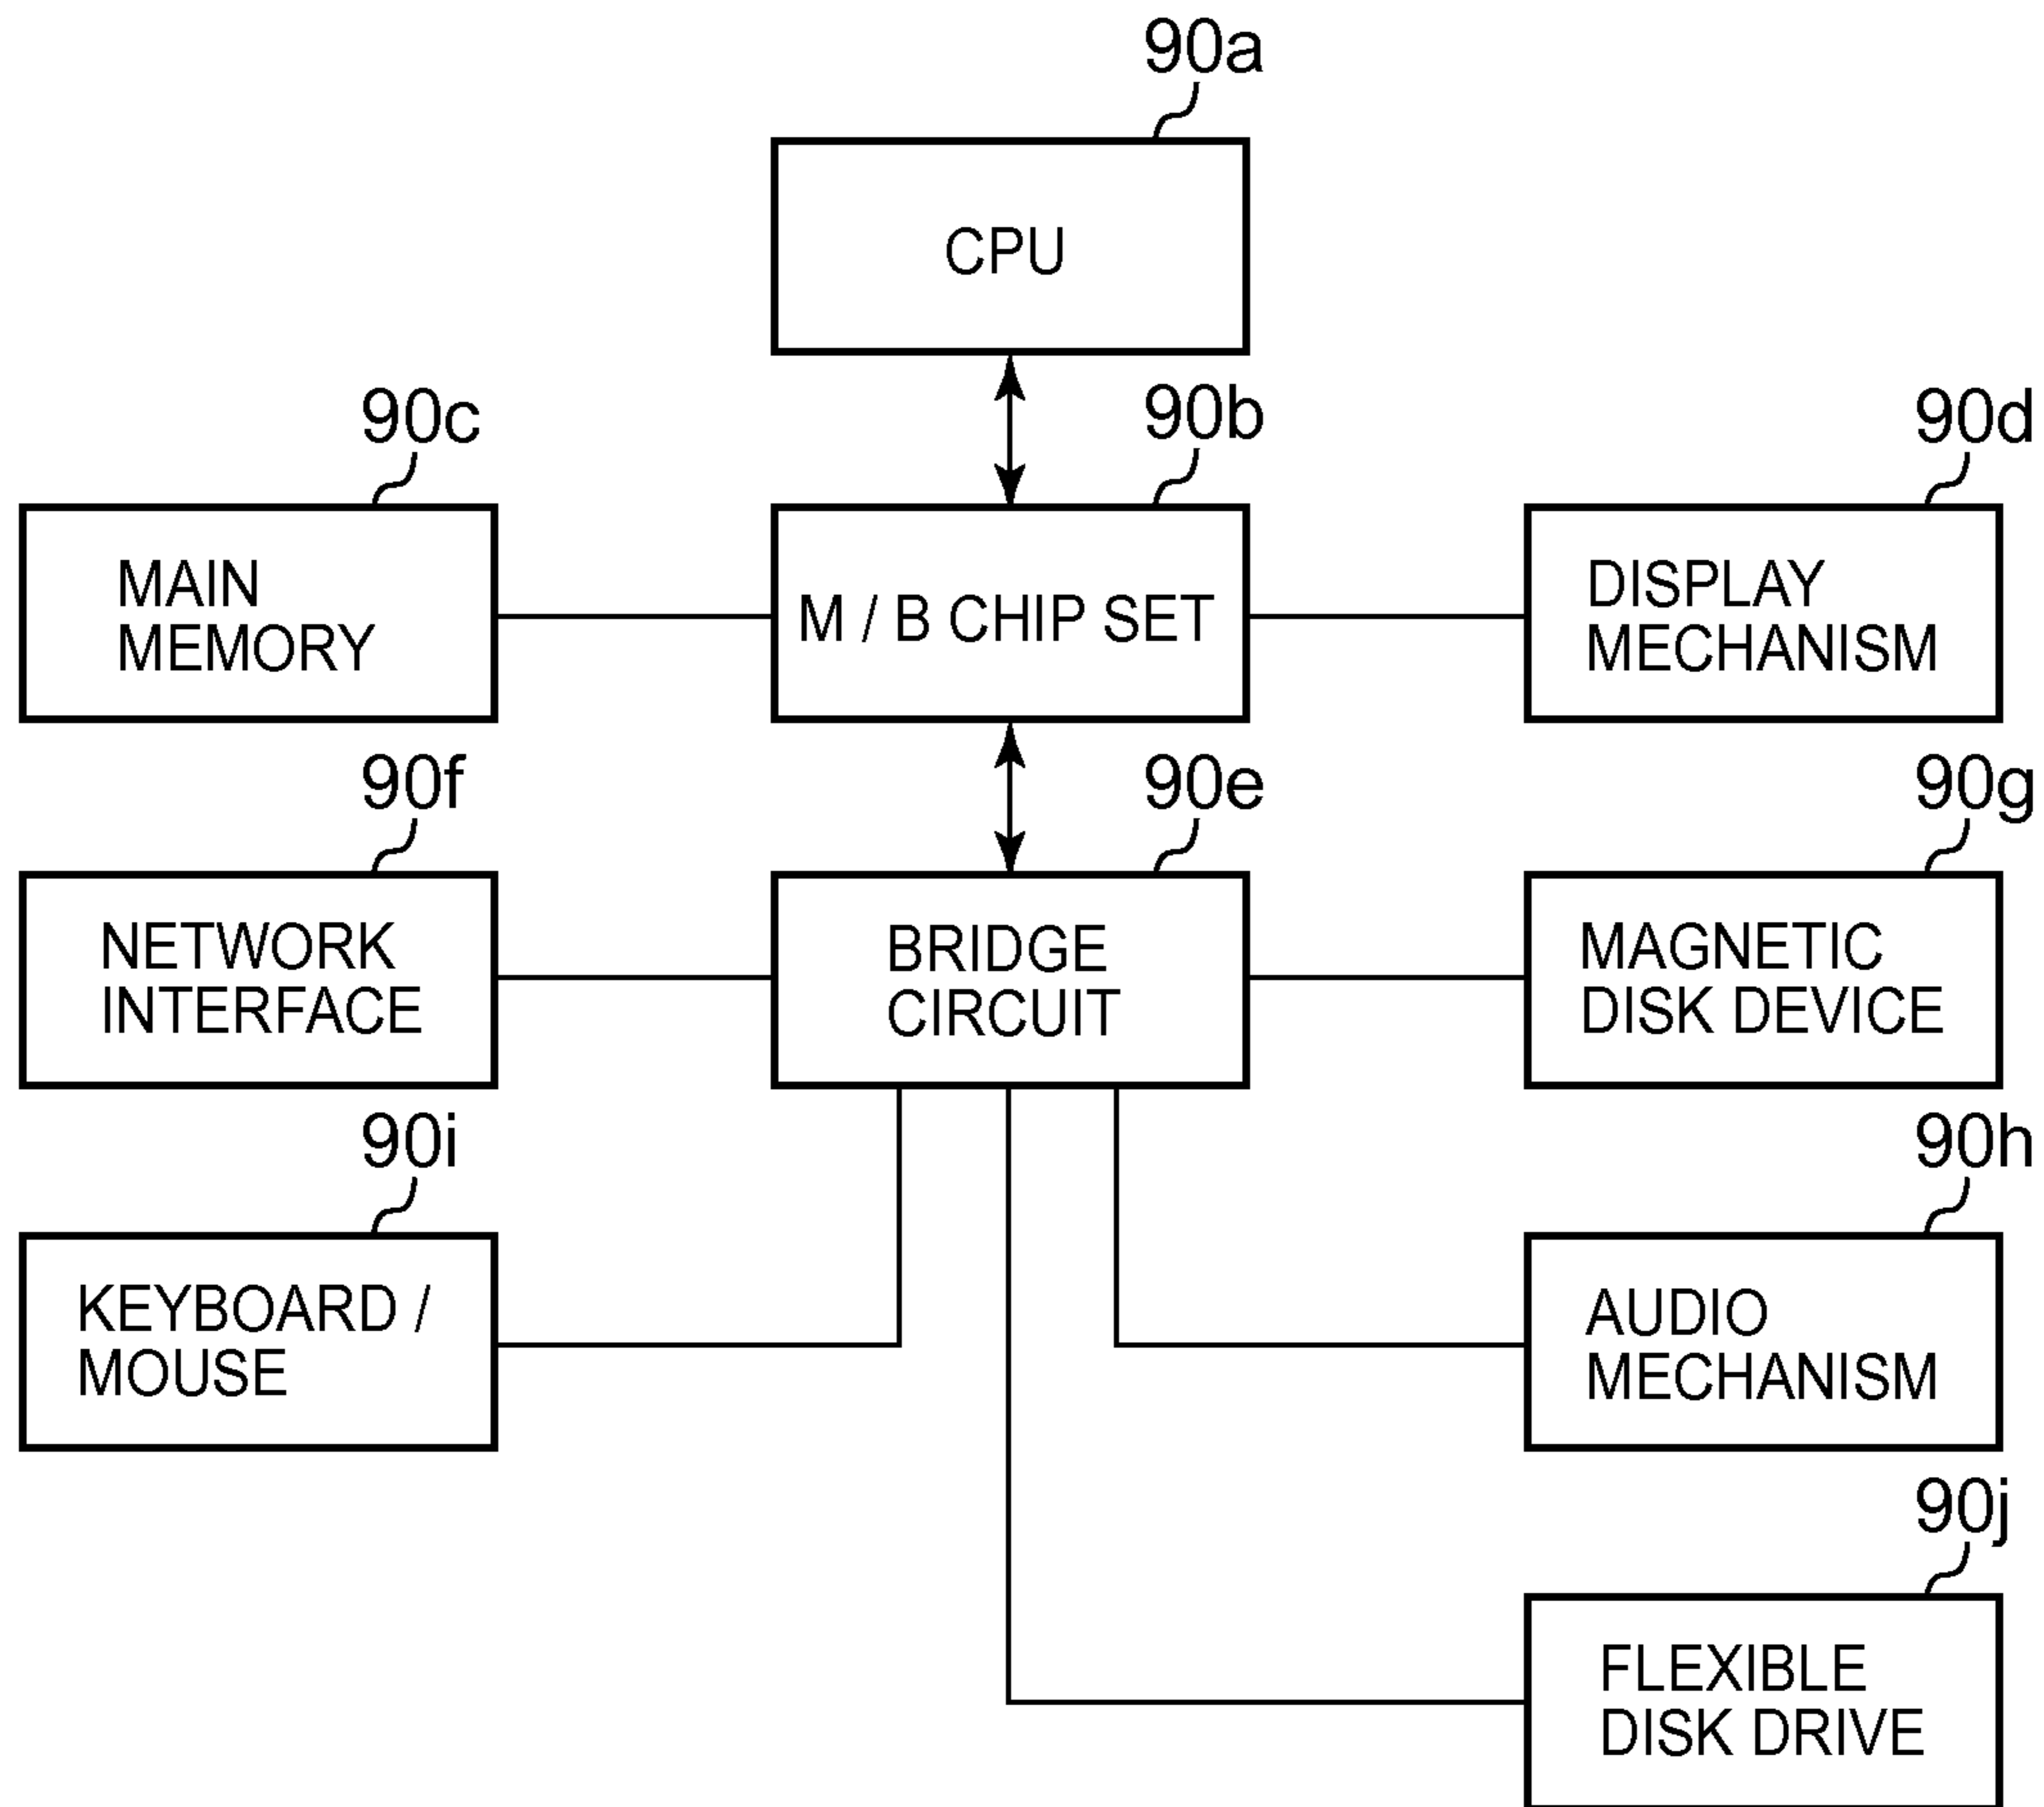 90a
CPU
90c
90b
90d
MAIN
MEMORY
M / B CHIP SET
DISPLAY
MECHANISM
90f
90e
90g
NETWORK
INTERFACE
BRIDGE
CIRCUIT
MAGNETIC
DISK DEVICE
90i
90h
KEYBOARD /
MOUSE
AUDIO
MECHANISM
90j
FLEXIBLE
DISK DRIVE